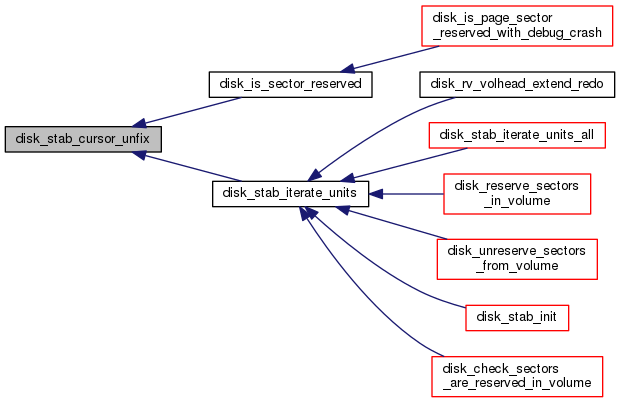 disk_is_page_sector
_reserved_with_debug_crash
disk_is_sector_reserved
disk_rv_volhead_extend_redo
disk_stab_cursor_unfix
disk_stab_iterate_units_all
disk_stab_iterate_units
disk_reserve_sectors
_in_volume
disk_unreserve_sectors
_from_volume
disk_stab_init
disk_check_sectors
_are_reserved_in_volume